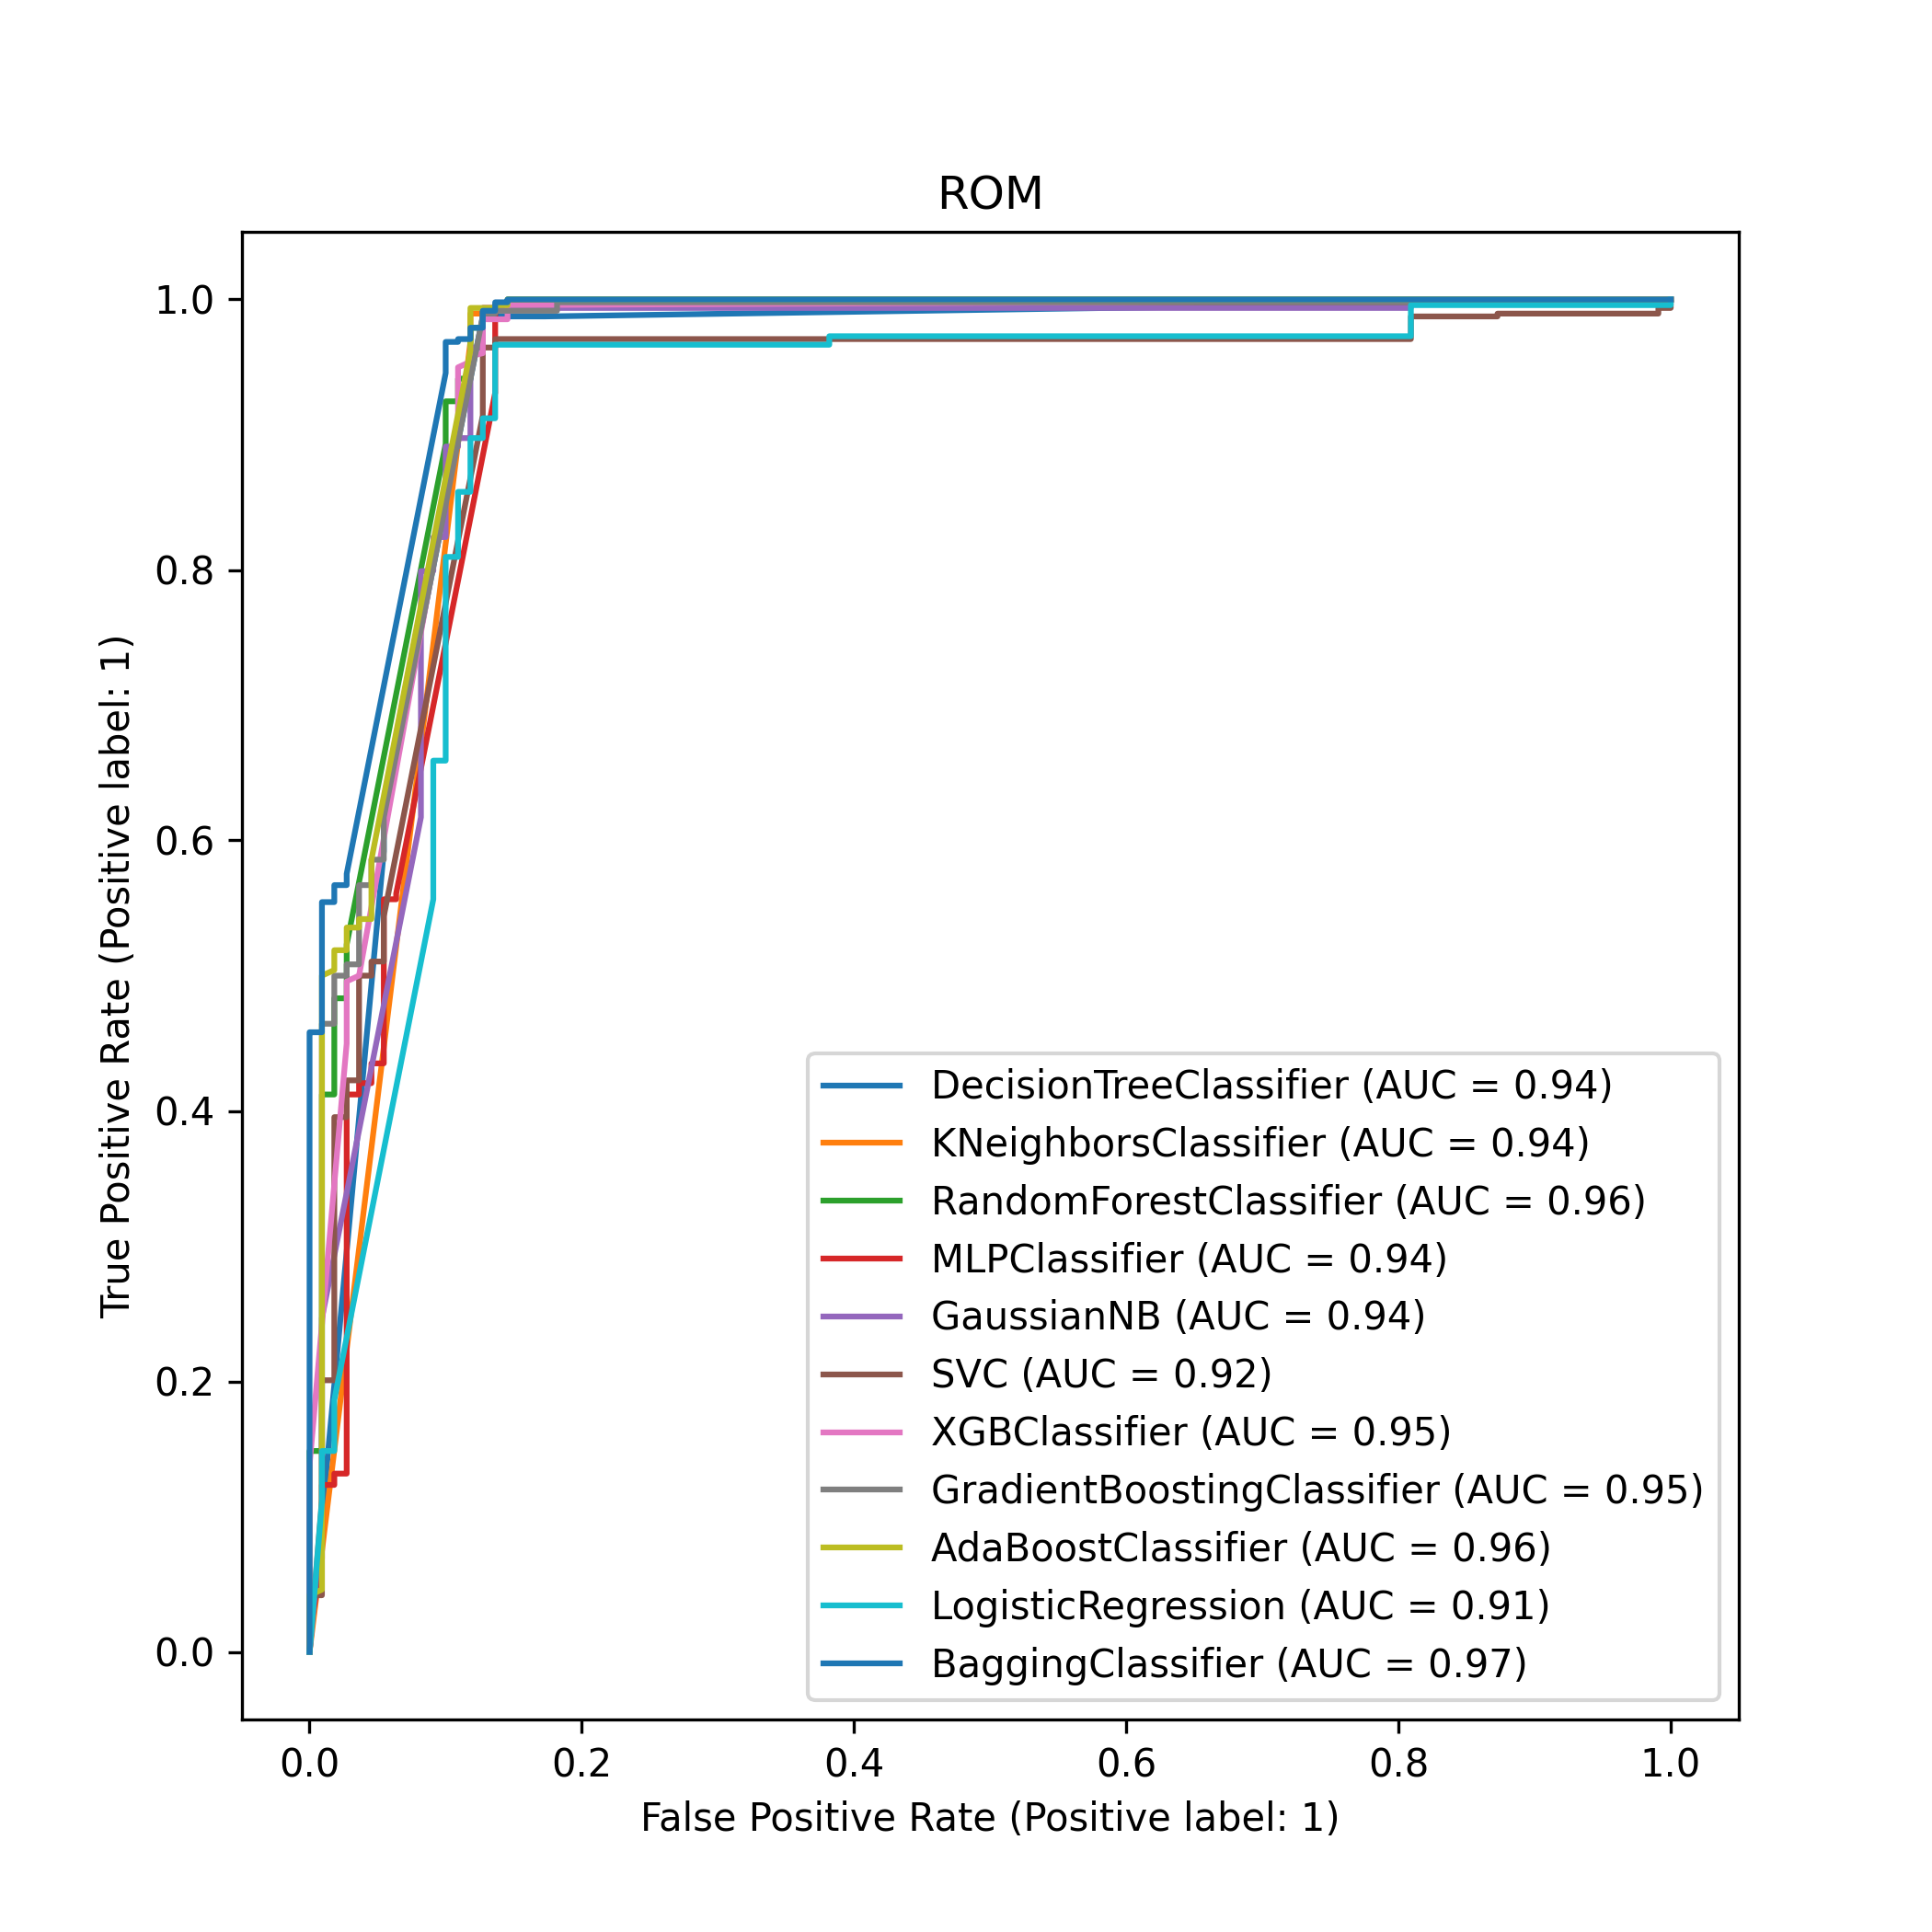 ROM
1.0
0.8
0.6
0.4
0.2
0.0
True Positive Rate (Positive label: 1)
DecisionTreeClassifier (AUC = 0.94)
KNeighborsClassifier (AUC = 0.94)
RandomForestClassifier (AUC = 0.96)
MLPClassifier (AUC = 0.94)
GaussianNB (AUC = 0.94)
SVC (AUC = 0.92)
XGBClassifier (AUC = 0.95)
GradientBoostingClassifier (AUC = 0.95)
AdaBoostClassifier (AUC = 0.96)
LogisticRegression (AUC = 0.91)
BaggingClassifier (AUC = 0.97)
0.0 0.2 0.4 0.6 0.8 1.0
False Positive Rate (Positive label: 1)